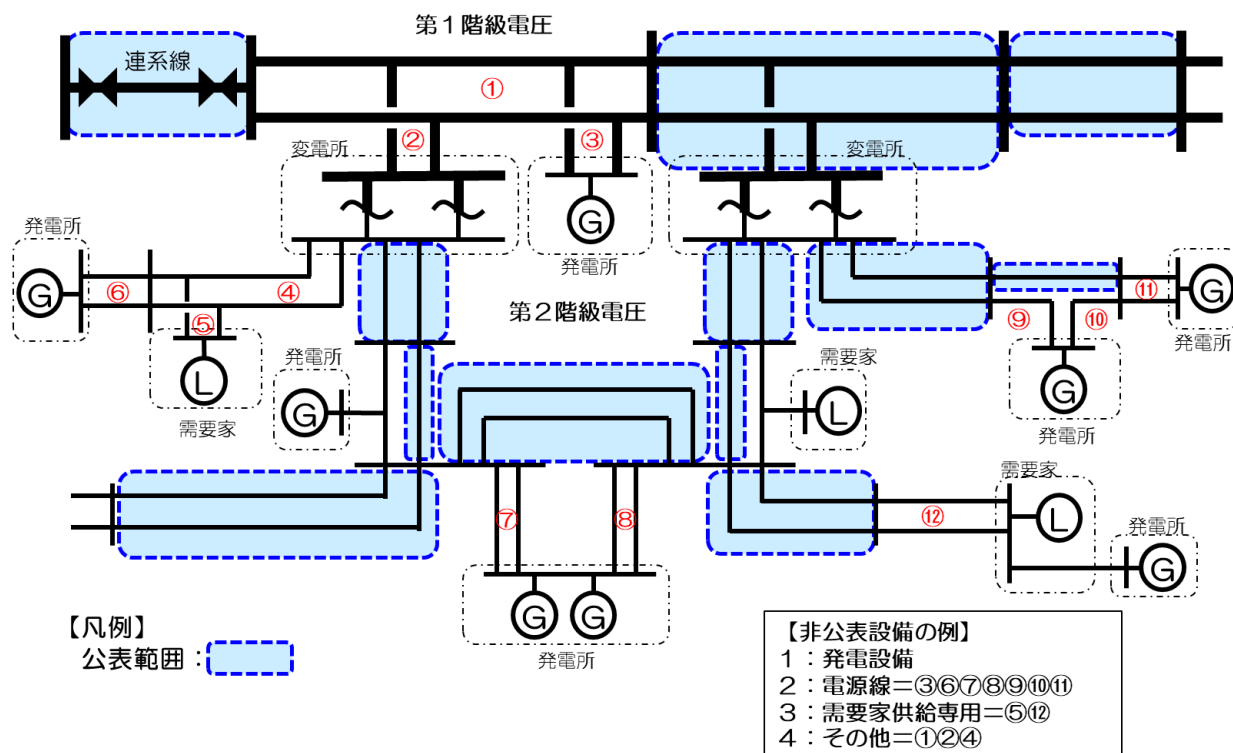 第１階級電圧
連系線
①
②
③
変電所
変電所
発電所
G
発電所
発電所
G
⑥
④
⑤
L
需要家
第２階級電圧
⑨
⑩
⑪
G
発電所
G
発電所
発電所
G
需要家
L
⑦
⑧
⑫
需要家
L
発電所
G
G
G
発電所
【凡例】
公表範囲：
【非公表設備の例】
１：発電設備
２：電源線＝③⑥⑦⑧⑨⑩⑪
３：需要家供給専用＝⑤⑫
４：その他＝①②④